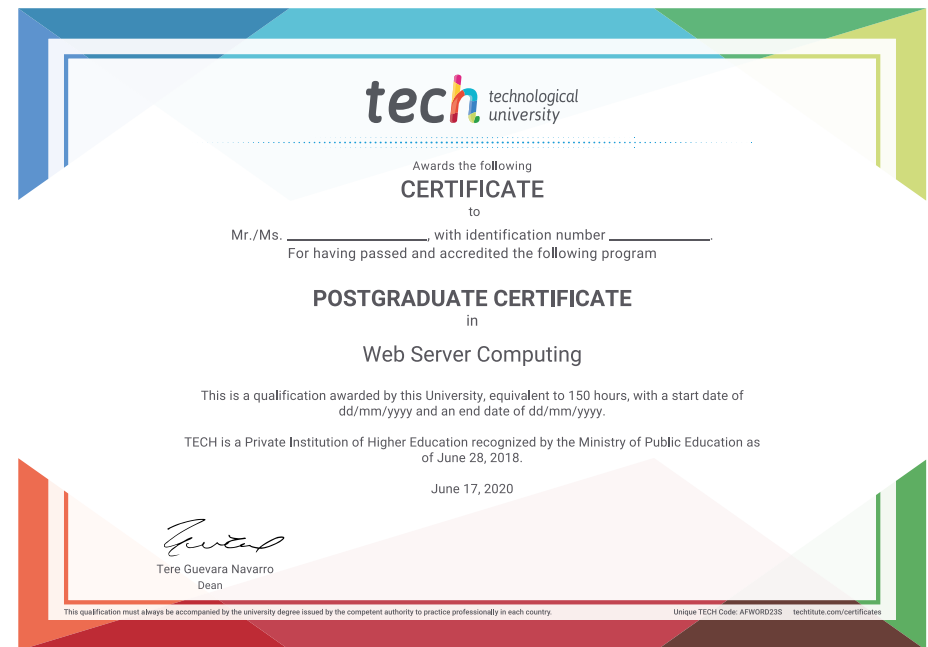 tech technological
university
Awards the following
CERTIFICATE
to
Mr./Ms. ____________________, with identification number ______________.
For having passed and accredited the following program
POSTGRADUATE CERTIFICATE
in
Web Server Computing
This is a qualification awarded by this University, equivalent to 150 hours, with a start date of
dd/mm/yyyy and an end date of dd/mm/yyyy.
TECH is a Private Institution of Higher Education recognized by the Ministry of Public Education as
of June 28, 2018.
June 17, 2020
Tere Guevara Navarro
Dean
This qualification must always be accompanied by the university degree issued by the competent authority to practice professionally in each country.
Unique TECH Code: AFWORD23S techtitute.com/certificates